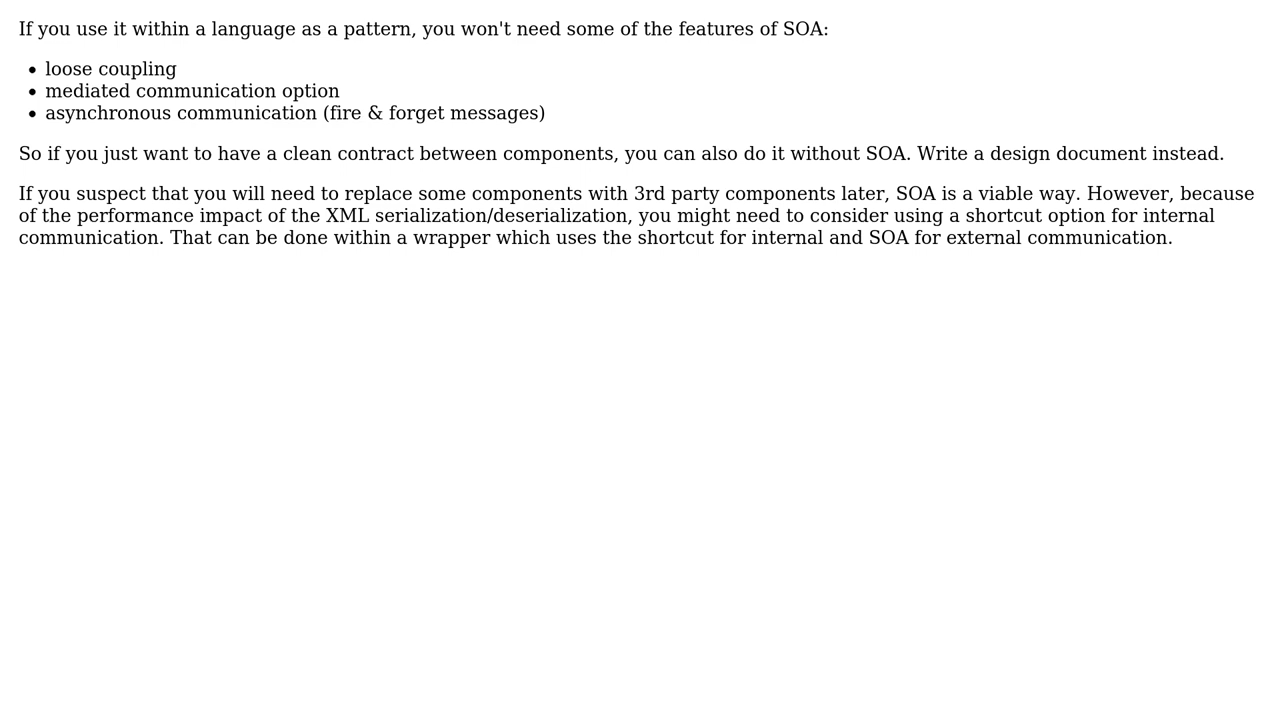 If you use it within a language as a pattern, you won't need some of the features of SOA:
• loose coupling
• mediated communication option
• asynchronous communication (fire & forget messages)
So if you just want to have a clean contract between components, you can also do it without SOA. Write a design document instead.
If you suspect that you will need to replace some components with 3rd party components later, SOA is a viable way. However, because
of the performance impact of the XML serialization/deserialization, you might need to consider using a shortcut option for internal
communication. That can be done within a wrapper which uses the shortcut for internal and SOA for external communication.